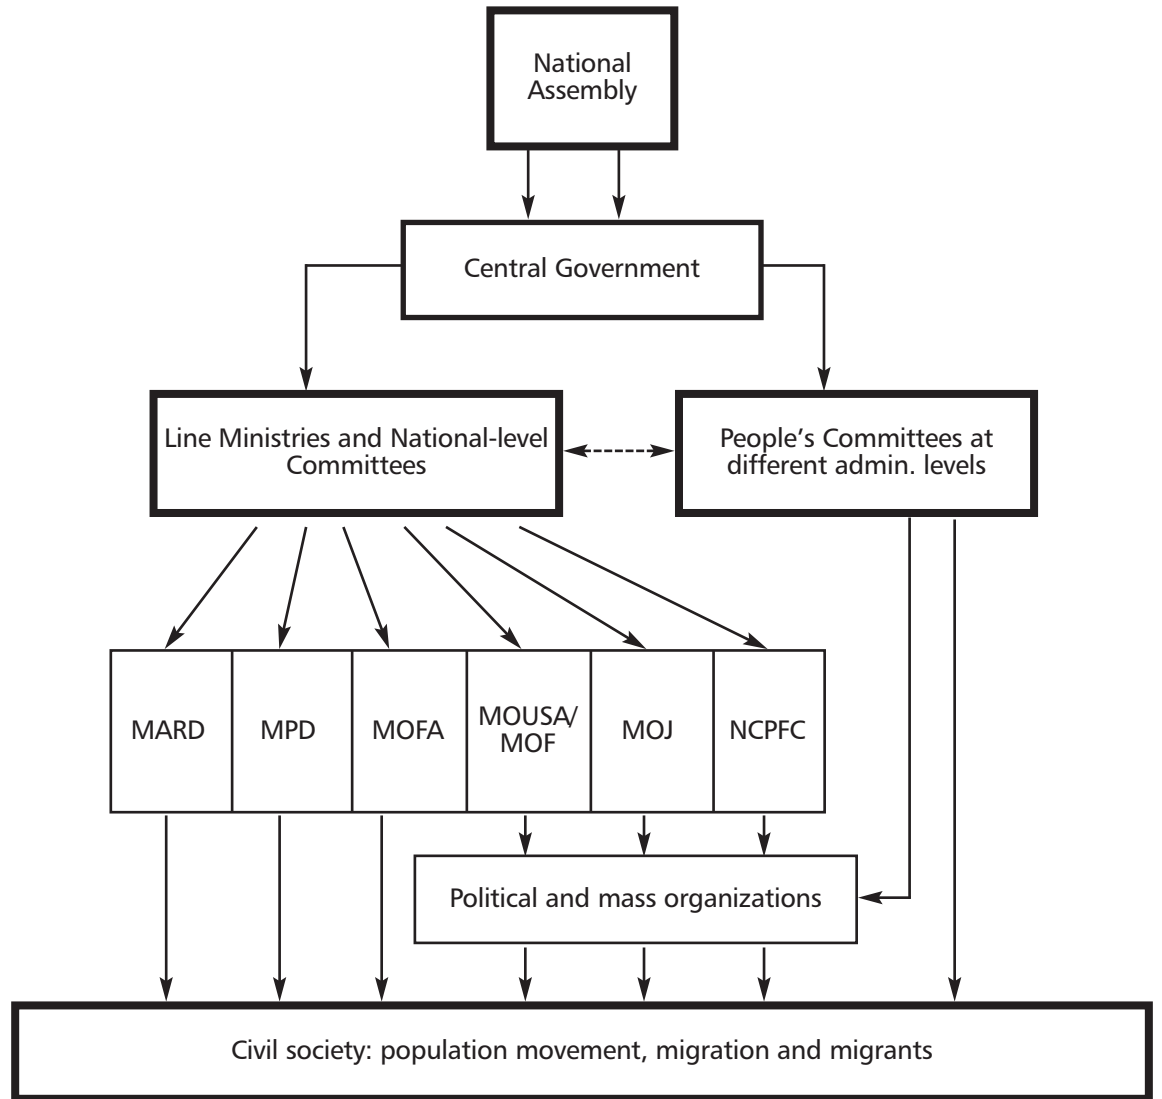 National
Assembly
Central Government
Line Ministries and National-level
Committees
People's Committees at
different admin. levels
MARD
MPD
MOFA
MOUSA/
MOF
MOJ
NCPFC
Political and mass organizations
Civil society: population movement, migration and migrants